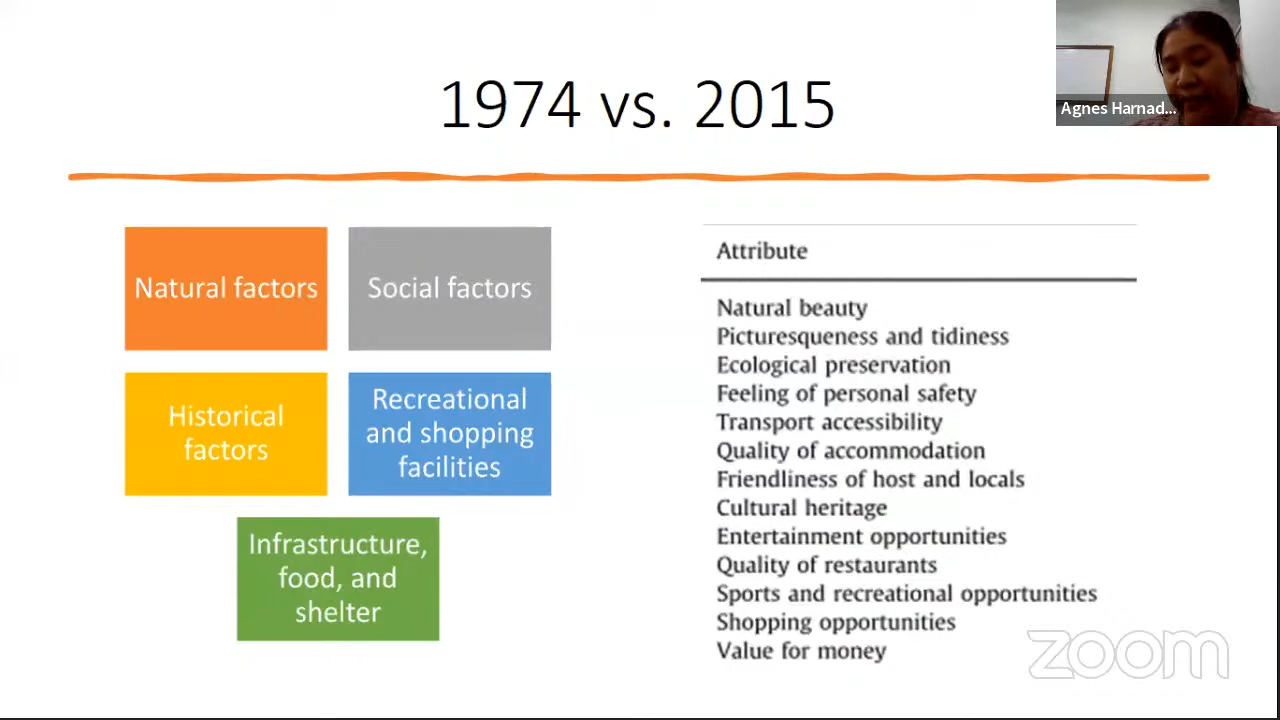 1974 vs. 2015
Agnes Harnad...
Natural factors
Social factors
Historical
factors
Recreational
and shopping
facilities
Infrastructure,
food, and
shelter
Attribute
Natural beauty
Picturesqueness and tidiness
Ecological preservation
Feeling of personal safety
Transport accessibility
Quality of accommodation
Friendliness of host and locals
Cultural heritage
Entertainment opportunities
Quality of restaurants
Sports and recreational opportunities
Shopping opportunities
Value for money
zoom